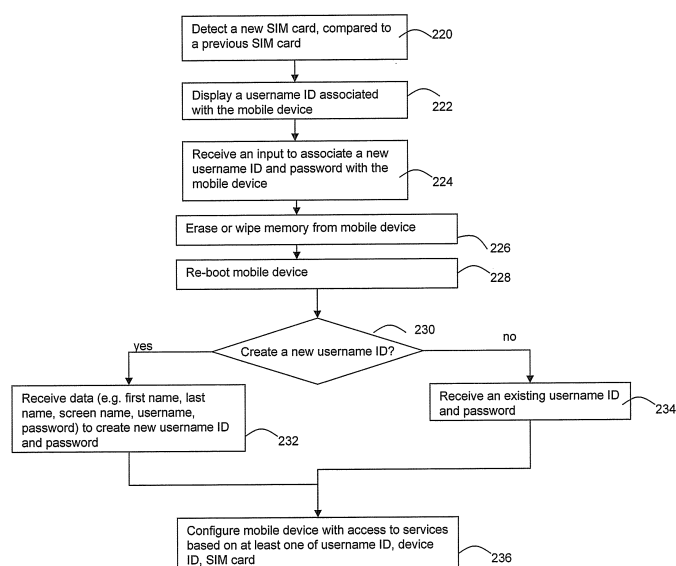 Detect a new SIM card, compared to
a previous SIM card
220
Display a username ID associated
with the mobile device
222
Receive an input to associate a new
username ID and password with the
mobile device
224
Erase or wipe memory from mobile device
226
Re-boot mobile device
228
230
Create a new username ID?
yes
no
Receive data (e.g. first name, last
name, screen name, username,
password) to create new username ID
and password
232
Receive an existing username ID
and password
234
Configure mobile device with access to services
based on at least one of username ID, device
ID, SIM card
236